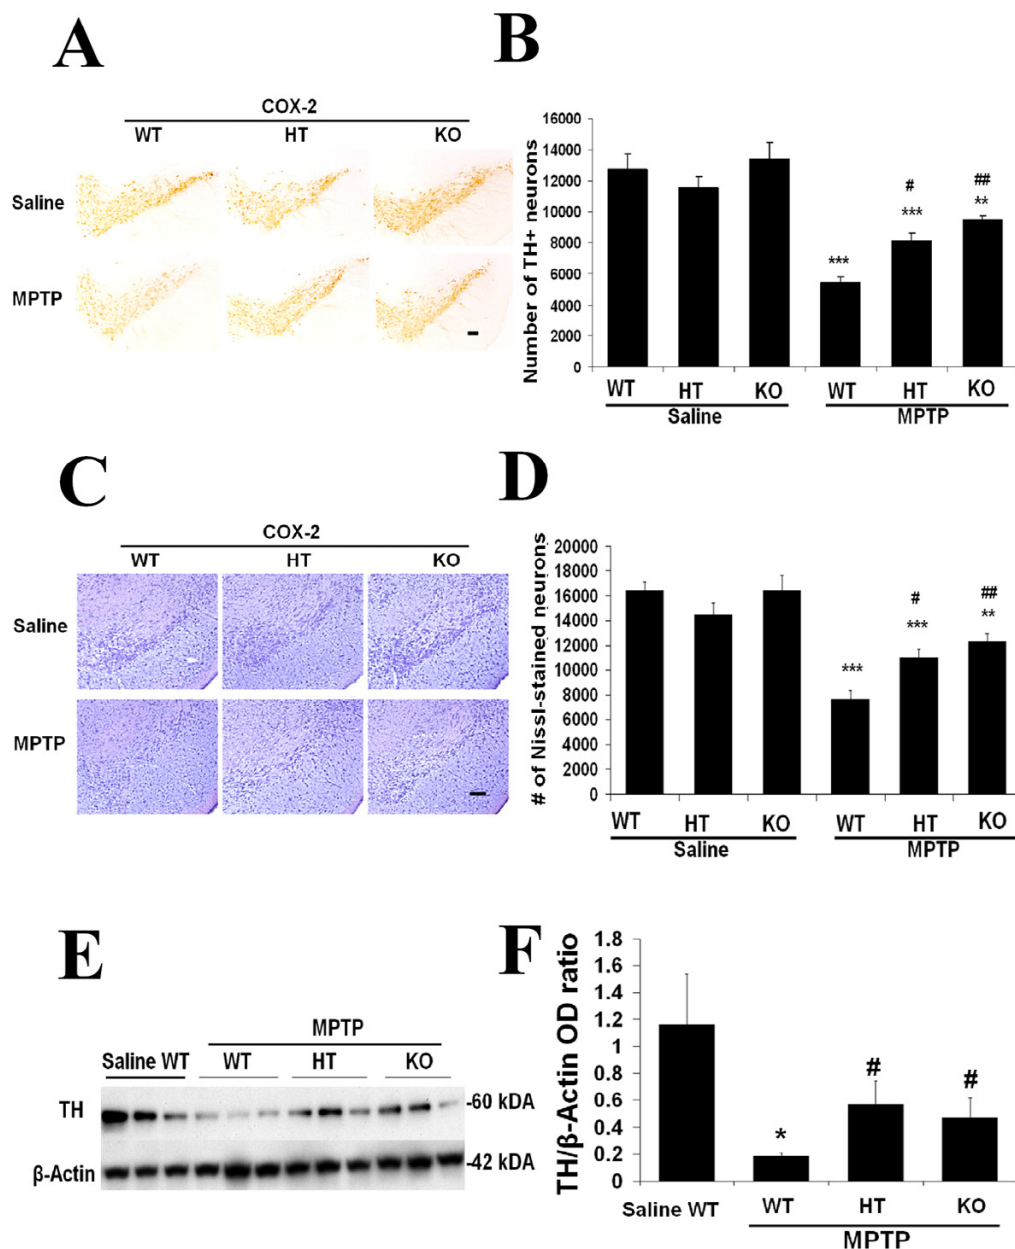 A
COX-2
WT HT KO
Saline
MPTP
B
Number of TH+ neurons
16000
14000
12000
10000
8000
6000
4000
2000
0
***
#
***
##
**
WT HT KO WT HT KO
Saline MPTP
C
COX-2
WT HT KO
Saline
MPTP
D
# of Nissl-stained neurons
20000
18000
16000
14000
12000
10000
8000
6000
4000
2000
0
***
#
***
##
**
WT HT KO WT HT KO
Saline MPTP
E
MPTP
Saline WT WT HT KO
TH -60 kDA
β-Actin -42 kDA
F
TH/β-Actin OD ratio
1.8
1.6
1.4
1.2
1
0.8
0.6
0.4
0.2
0
*
#
#
Saline WT WT HT KO
MPTP